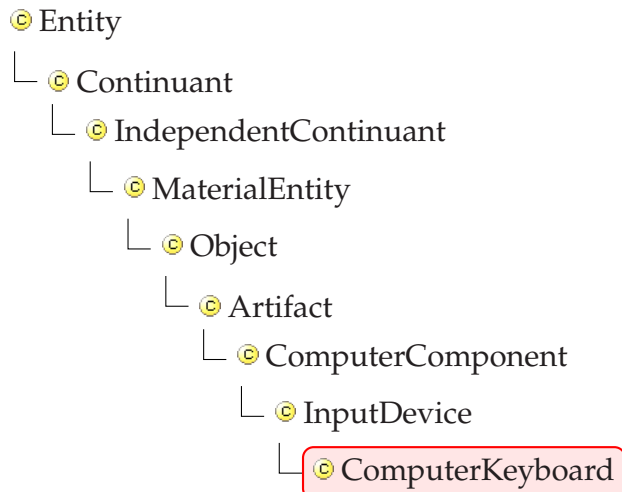 C Entity
C Continuant
C IndependentContinuant
C MaterialEntity
C Object
C Artifact
C ComputerComponent
C InputDevice
C ComputerKeyboard